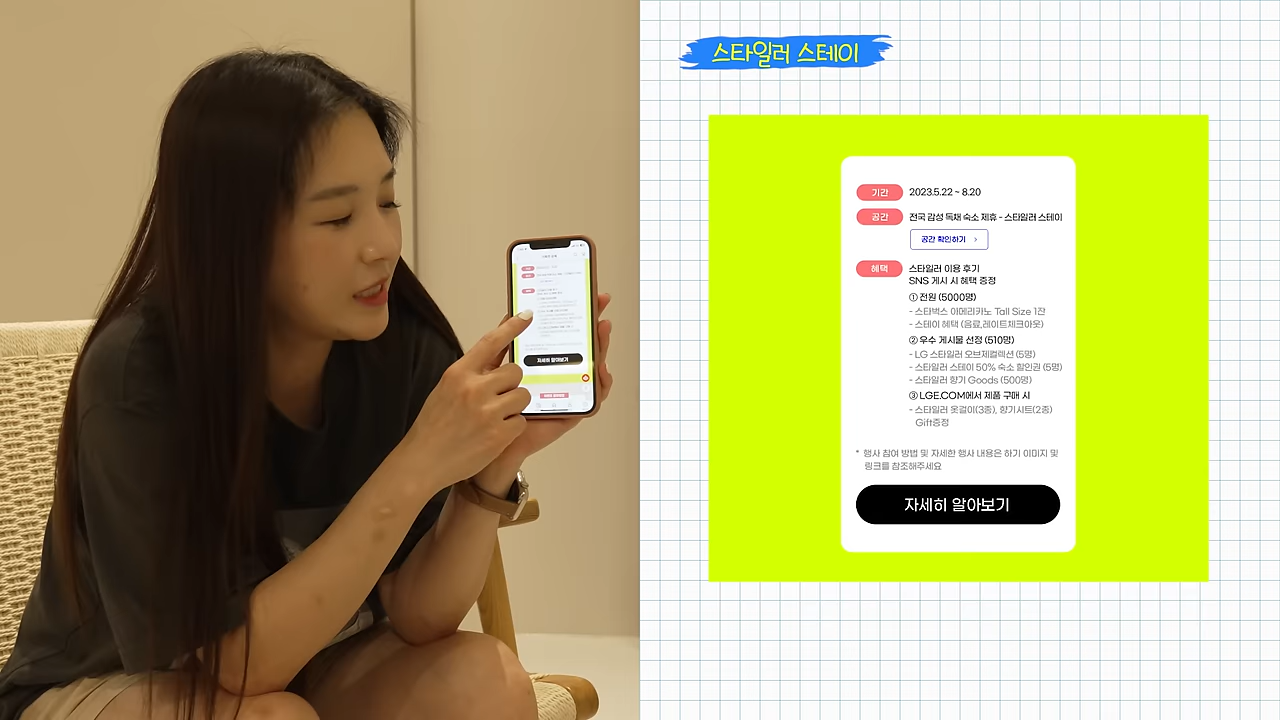 스타일러 스테이
기간 2023.5.22 ~ 8.20
공간 전국 감성 독채 숙소 제휴 - 스타일러 스테이
공간 확인하기 >
혜택 스타일러 이용 후
SNS 게시 시 혜택 증정
① 전원 (5000명)
- 스타벅스 아메리카노 Tall Size 1잔
- 스테이 혜택 (음료,레이트체크아웃)
② 우수 게시물 선정 (510명)
- LG 스타일러 오브제컬렉션 (5명)
- 스타일러 스테이 50% 숙소 할인권 (5명)
- 스타일러 향기 Goods (500명)
③ LGE.COM에서 제품 구매 시
- 스타일러 옷걸이(3종), 향기시트(2종)
Gift증정
* 행사 참여 방법 및 자세한 행사 내용은 하기 이미지 및
링크를 참조해주세요
자세히 알아보기
자세히 알아보기